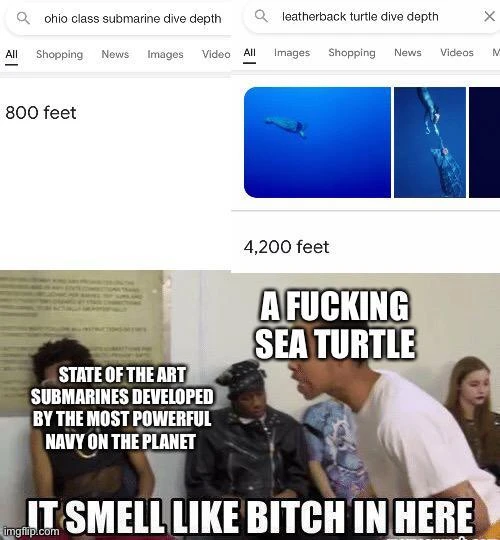 ohio class submarine dive depth
All Shopping News Images Video
800 feet
leatherback turtle dive depth
All Images Shopping News Videos M
4,200 feet
A FUCKING
SEA TURTLE
STATE OF THE ART
SUBMARINES DEVELOPED
BY THE MOST POWERFUL
NAVY ON THE PLANET
IT SMELL LIKE BITCH IN HERE
imgflip.com